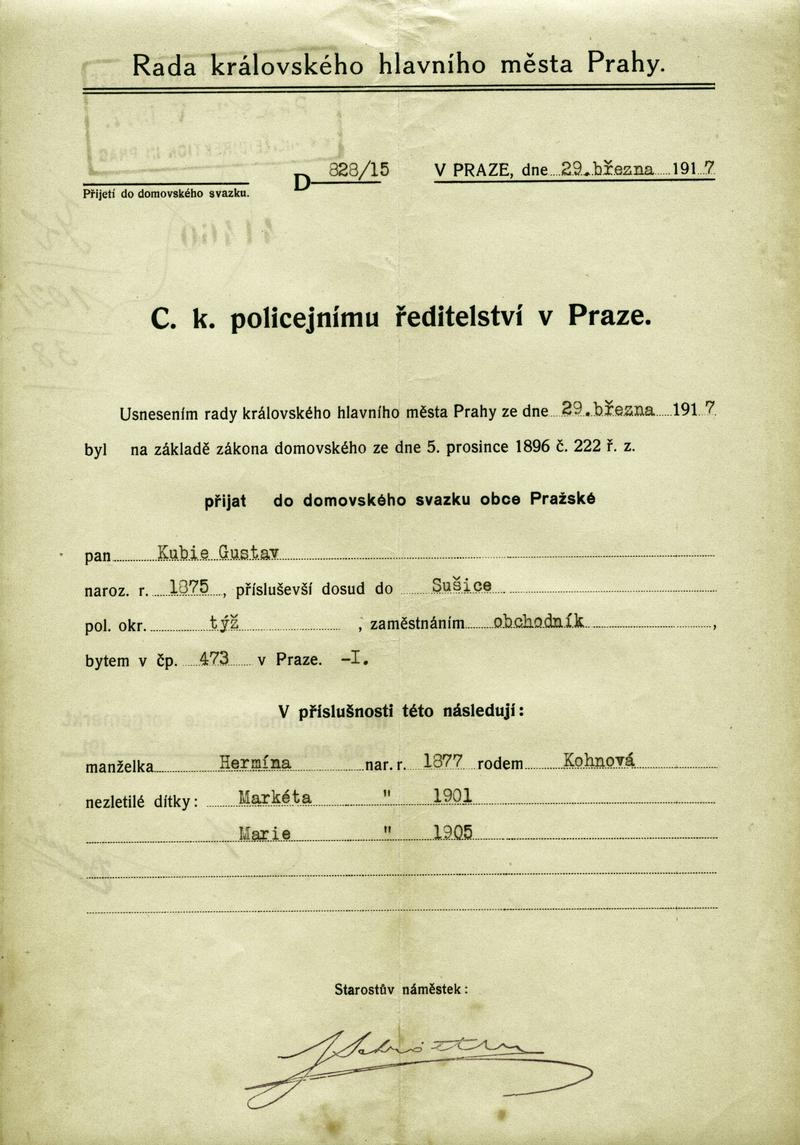 Rada královského hlavního města Prahy.
Přijetí do domovského svazku.
D 828/15
V PRAZE, dne 29. března 1917
C. k. policejnímu ředitelství v Praze.
Usnesením rady královského hlavního města Prahy ze dne 29. března 1917
byl na základě zákona domovského ze dne 5. prosince 1896 č. 222 ř. z.
přijat do domovského svazku obce Pražské
pan Kubie Gustav
naroz. r. 1875, přísluševší dosud do Sušice
pol. okr. týž, zaměstnáním obchodník,
bytem v čp. 473 v Praze. -I.
V příslušnosti této následují:
manželka Hermína nar. r. 1877 rodem Kohnová
nezletilé dítky: Markéta " 1901
Marie " 1905
Starostův náměstek: